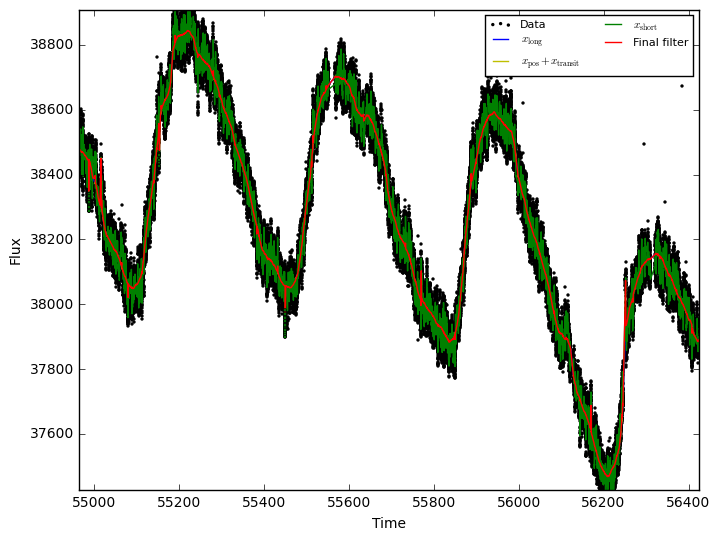 38800
38600
38400
38200
38000
37800
37600
Flux
Data
x_long
x_pos + x_transit
x_short
Final filter
55000 55200 55400 55600 55800 56000 56200 56400
Time